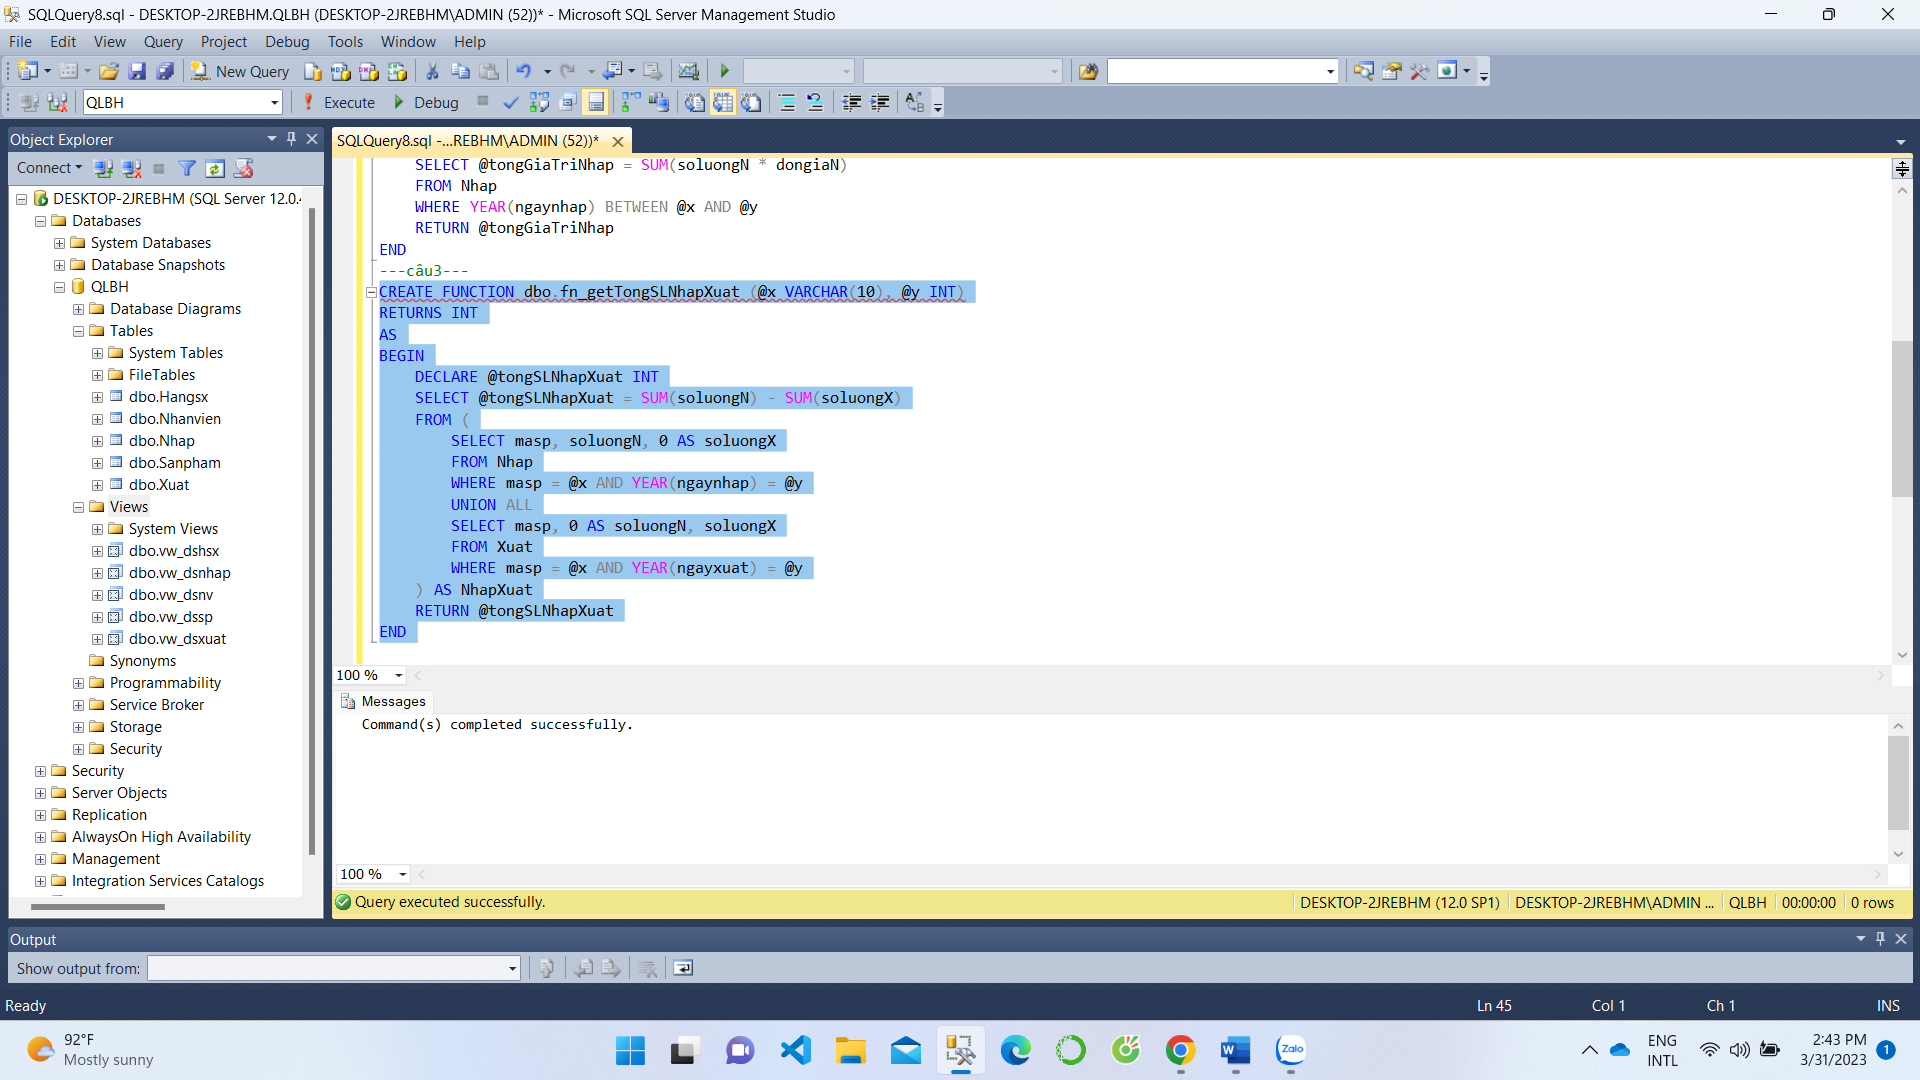 SQLQuery8.sql - DESKTOP-2JREBHM.QLBH (DESKTOP-2JREBHM\ADMIN (52))* - Microsoft SQL Server Management Studio
File Edit View Query Project Debug Tools Window Help
New Query
QLBH Execute Debug
Object Explorer
Connect
DESKTOP-2JREBHM (SQL Server 12.0.
Databases
System Databases
Database Snapshots
QLBH
Database Diagrams
Tables
System Tables
FileTables
dbo.Hangsx
dbo.Nhanvien
dbo.Nhap
dbo.Sanpham
dbo.Xuat
Views
System Views
dbo.vw_dshsx
dbo.vw_dsnhap
dbo.vw_dsnv
dbo.vw_dssp
dbo.vw_dsxuat
Synonyms
Programmability
Service Broker
Storage
Security
Security
Server Objects
Replication
AlwaysOn High Availability
Management
Integration Services Catalogs
SQLQuery8.sql -...REBHM\ADMIN (52))*
SELECT @tongGiaTriNhap = SUM(soluongN * dongiaN)
FROM Nhap
WHERE YEAR(ngaynhap) BETWEEN @x AND @y
RETURN @tongGiaTriNhap
END
---câu3---
CREATE FUNCTION dbo.fn_getTongSLNhapXuat (@x VARCHAR(10), @y INT)
RETURNS INT
AS
BEGIN
DECLARE @tongSLNhapXuat INT
SELECT @tongSLNhapXuat = SUM(soluongN) - SUM(soluongX)
FROM (
SELECT masp, soluongN, 0 AS soluongX
FROM Nhap
WHERE masp = @x AND YEAR(ngaynhap) = @y
UNION ALL
SELECT masp, 0 AS soluongN, soluongX
FROM Xuat
WHERE masp = @x AND YEAR(ngayxuat) = @y
) AS NhapXuat
RETURN @tongSLNhapXuat
END
100 %
Messages
Command(s) completed successfully.
100 %
Query executed successfully. DESKTOP-2JREBHM (12.0 SP1) DESKTOP-2JREBHM\ADMIN ... QLBH 00:00:00 0 rows
Output
Show output from:
Ready Ln 45 Col 1 Ch 1 INS
92°F
Mostly sunny
Zalo
ENG
INTL
2:43 PM
3/31/2023
1